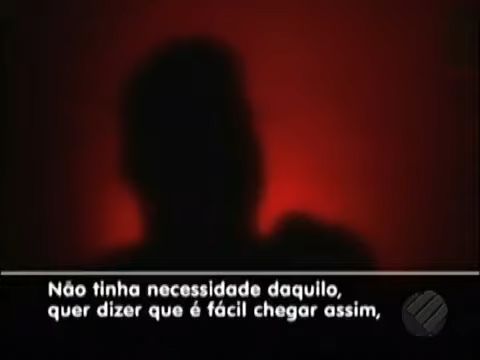 Não tinha necessidade daquilo,
quer dizer que é fácil chegar assim,